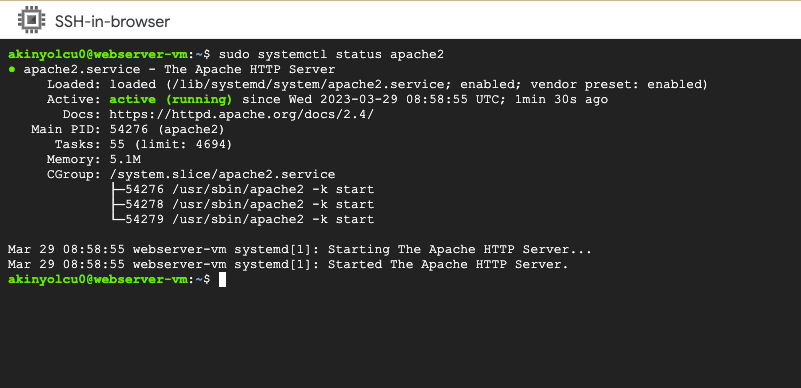 SSH-in-browser
akinyolcu0@webserver-vm:~$ sudo systemctl status apache2
● apache2.service - The Apache HTTP Server
     Loaded: loaded (/lib/systemd/system/apache2.service; enabled; vendor preset: enabled)
     Active: active (running) since Wed 2023-03-29 08:58:55 UTC; 1min 30s ago
       Docs: https://httpd.apache.org/docs/2.4/
   Main PID: 54276 (apache2)
      Tasks: 55 (limit: 4694)
     Memory: 5.1M
     CGroup: /system.slice/apache2.service
             ├─54276 /usr/sbin/apache2 -k start
             ├─54278 /usr/sbin/apache2 -k start
             └─54279 /usr/sbin/apache2 -k start
Mar 29 08:58:55 webserver-vm systemd[1]: Starting The Apache HTTP Server...
Mar 29 08:58:55 webserver-vm systemd[1]: Started The Apache HTTP Server.
akinyolcu0@webserver-vm:~$